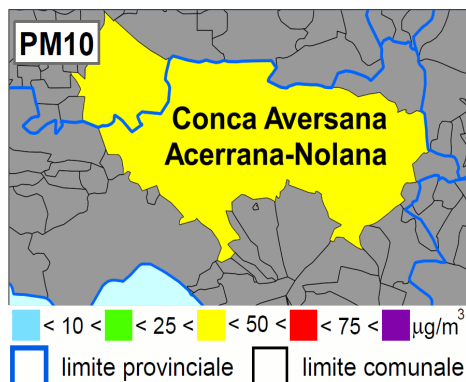 PM10
Conca Aversana
Acerrana-Nolana
< 10 < < 25 < < 50 < < 75 < μg/m³
limite provinciale limite comunale